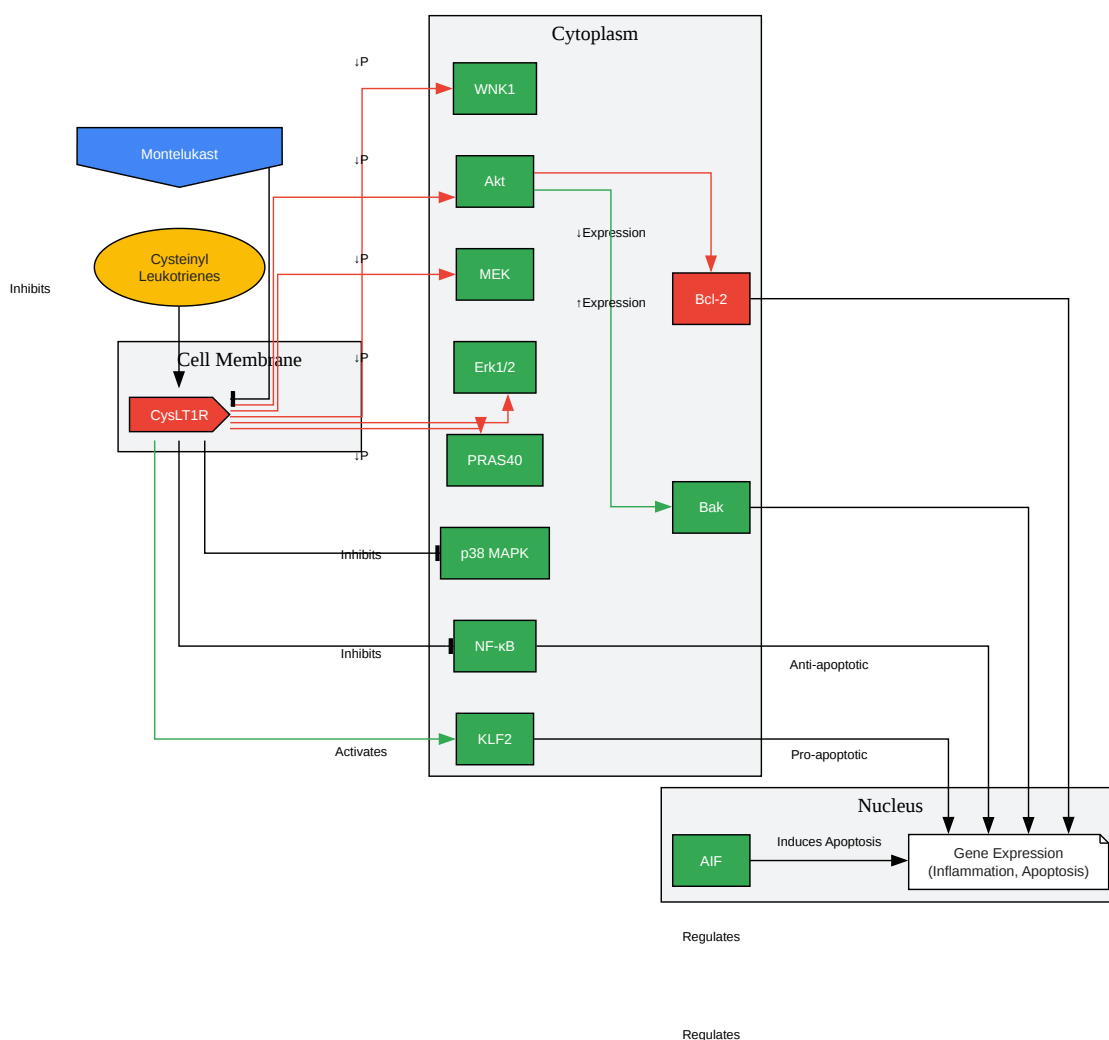 Cytoplasm
↓P
WNK1
Montelukast
↓P
Akt
Cysteinyl
Leukotrienes
↓Expression
↓P
MEK
Inhibits
↑Expression
Bcl-2
Cell Membrane
↓P
Erk1/2
CysLT1R
↓P
PRAS40
Bak
Inhibits
p38 MAPK
Inhibits
NF-κB
Anti-apoptotic
Activates
KLF2
Pro-apoptotic
Nucleus
AIF
Induces Apoptosis
Gene Expression
(Inflammation, Apoptosis)
Regulates
Regulates